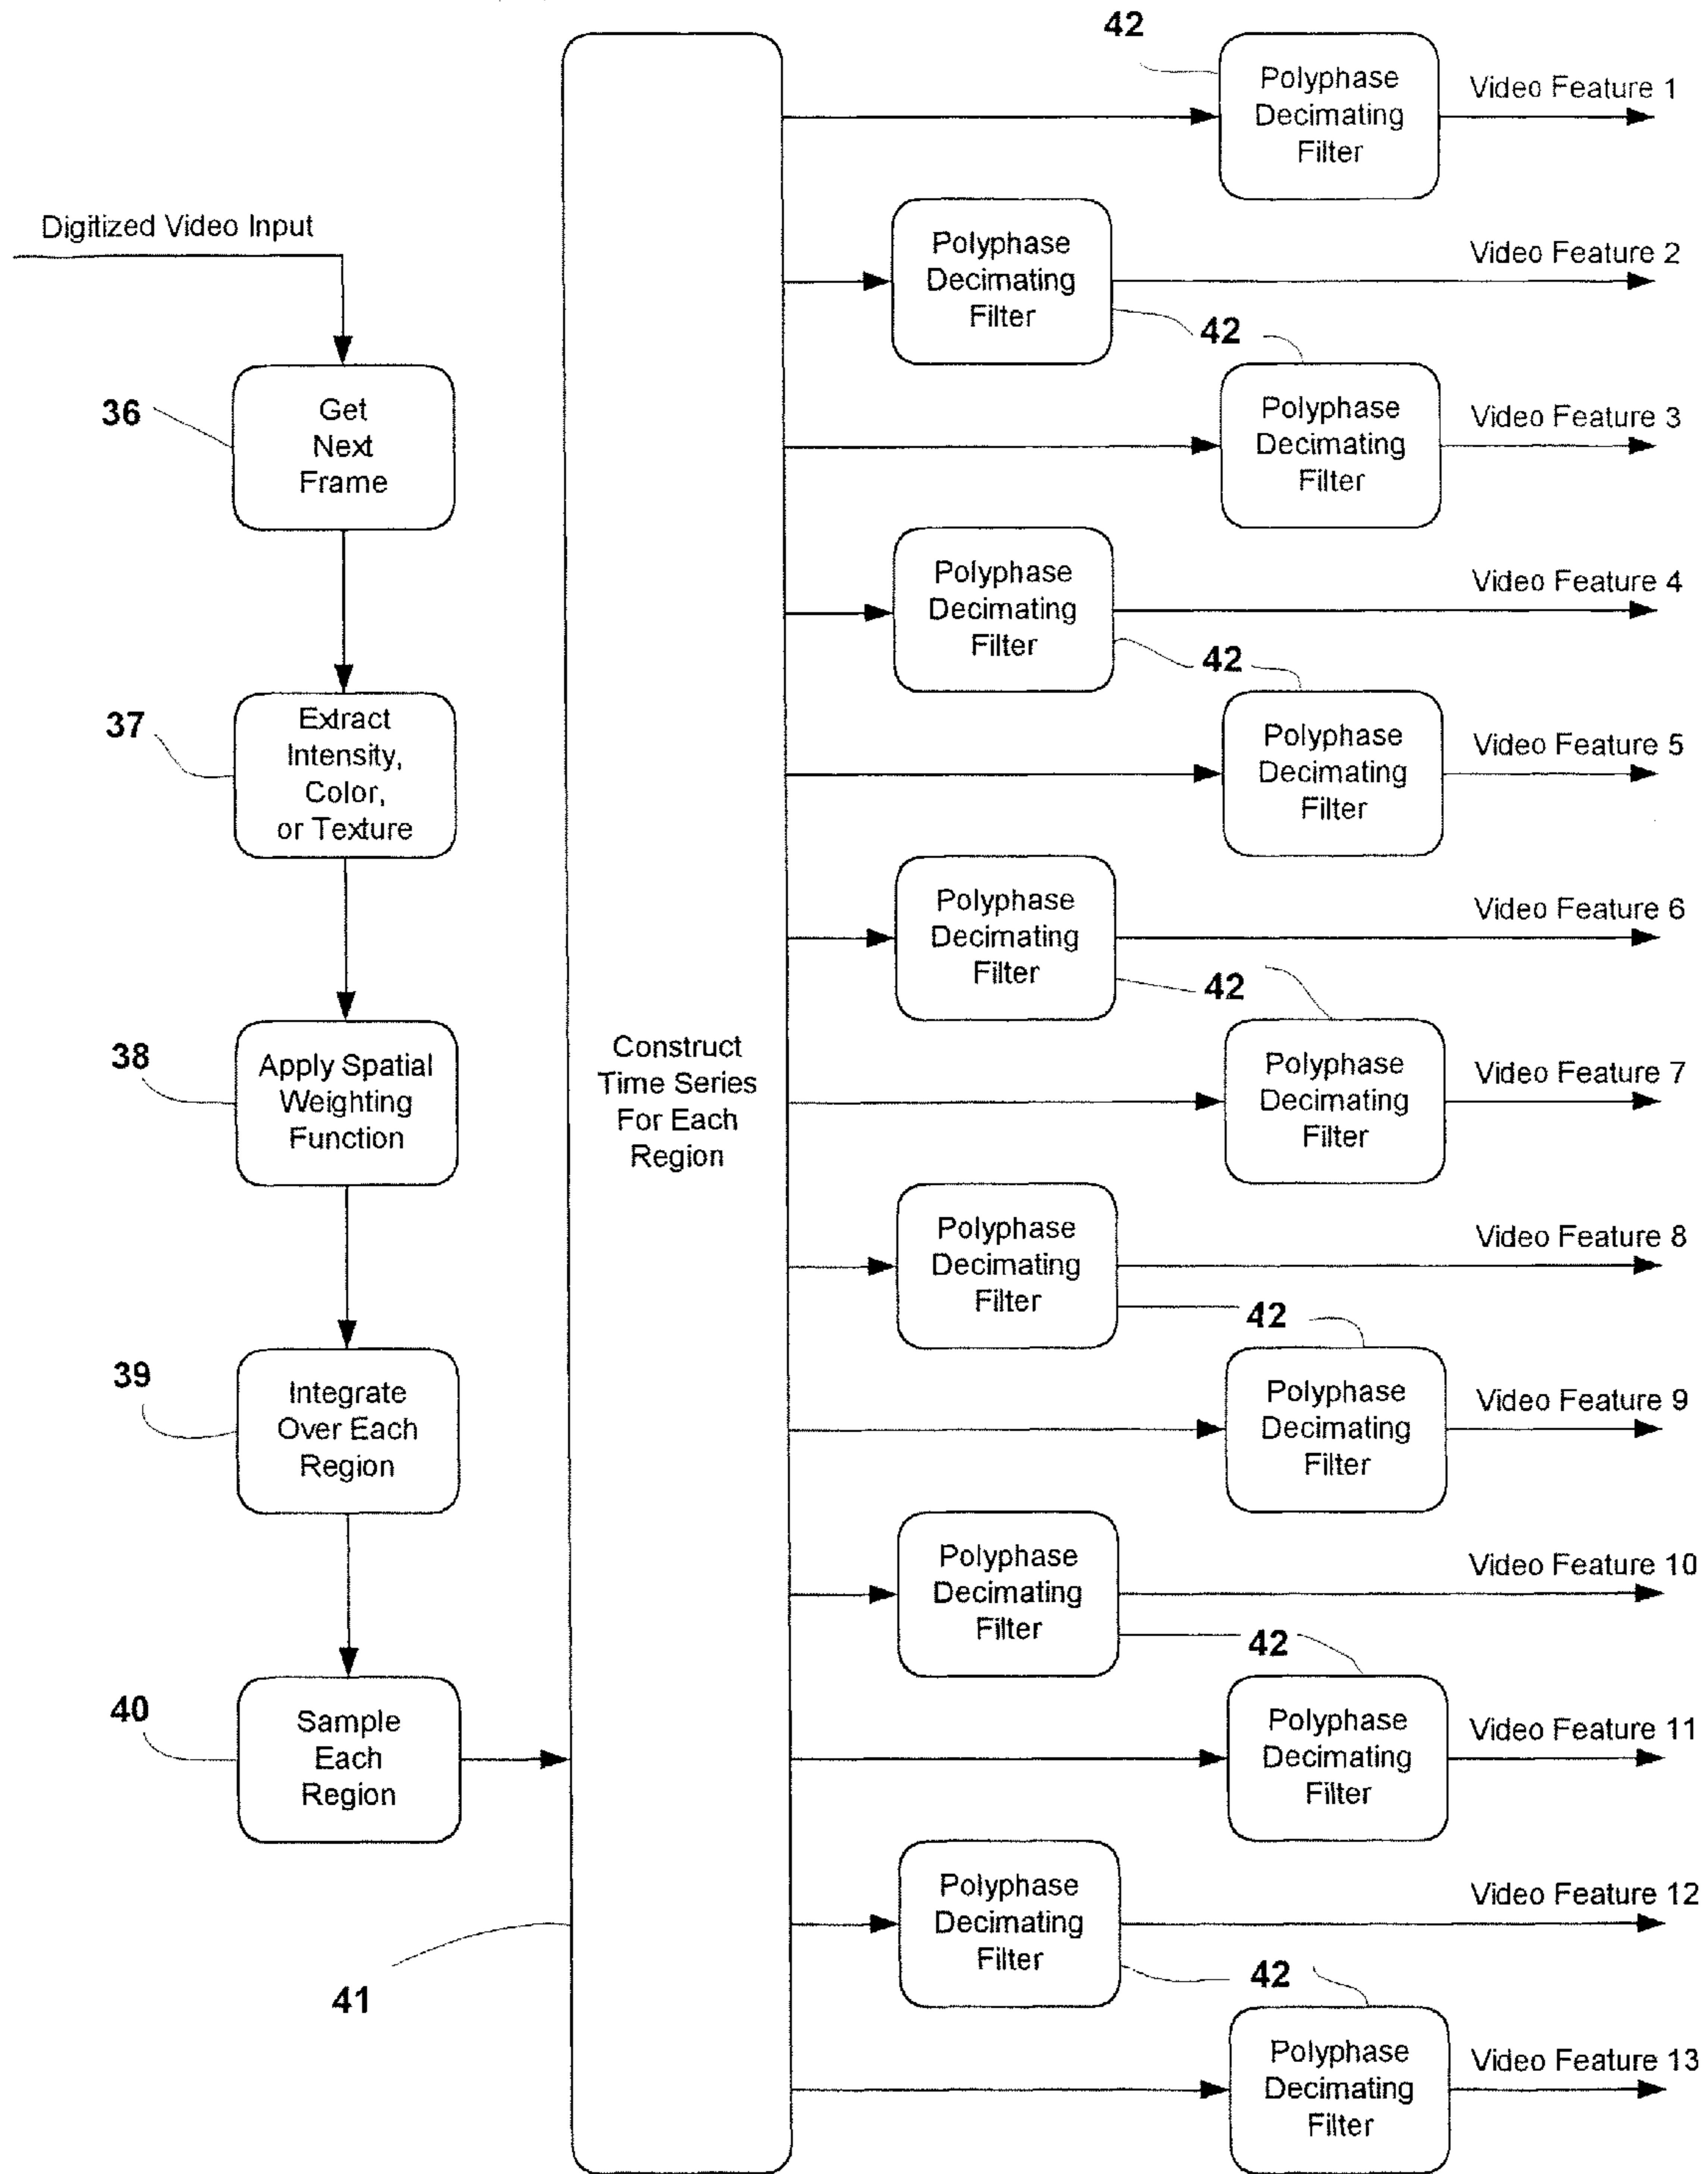 Digitized Video Input
36
Get
Next
Frame
37
Extract
Intensity,
Color,
or Texture
38
Apply Spatial
Weighting
Function
39
Integrate
Over Each
Region
40
Sample
Each
Region
41
Construct
Time Series
For Each
Region
42
Polyphase
Decimating
Filter
Video Feature 1
Polyphase
Decimating
Filter
Video Feature 2
42
Polyphase
Decimating
Filter
Video Feature 3
Polyphase
Decimating
Filter
Video Feature 4
42
Polyphase
Decimating
Filter
Video Feature 5
Polyphase
Decimating
Filter
Video Feature 6
42
Polyphase
Decimating
Filter
Video Feature 7
Polyphase
Decimating
Filter
Video Feature 8
42
Polyphase
Decimating
Filter
Video Feature 9
Polyphase
Decimating
Filter
Video Feature 10
42
Polyphase
Decimating
Filter
Video Feature 11
Polyphase
Decimating
Filter
Video Feature 12
42
Polyphase
Decimating
Filter
Video Feature 13